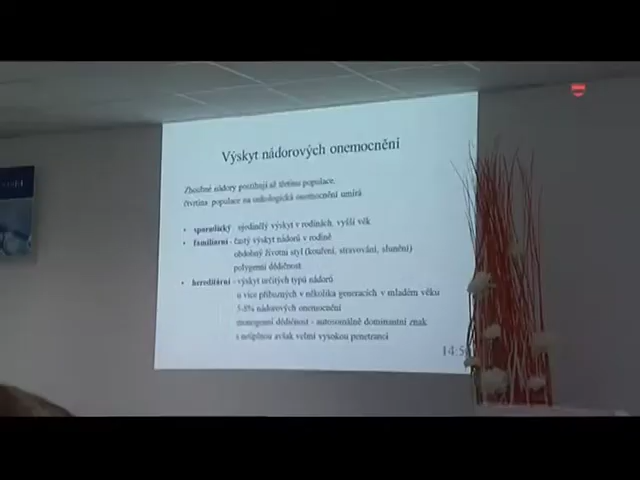 Výskyt nádorových onemocnění
Zhoubné nádory postihují až třetinu populace,
čtvrtina populace na onkologická onemocnění umírá
• sporadický - ojedinělý výskyt v rodinách, vyšší věk
• familiární - častý výskyt nádorů v rodině
obdobný životní styl (kouření, stravování, slunění)
polygenní dědičnost
• hereditární - výskyt určitých typů nádorů
u více příbuzných v několika generacích v mladém věku
5-8% nádorových onemocnění
monogenní dědičnost - autosomálně dominantní znak
s neúplnou avšak velmi vysokou penetrancí